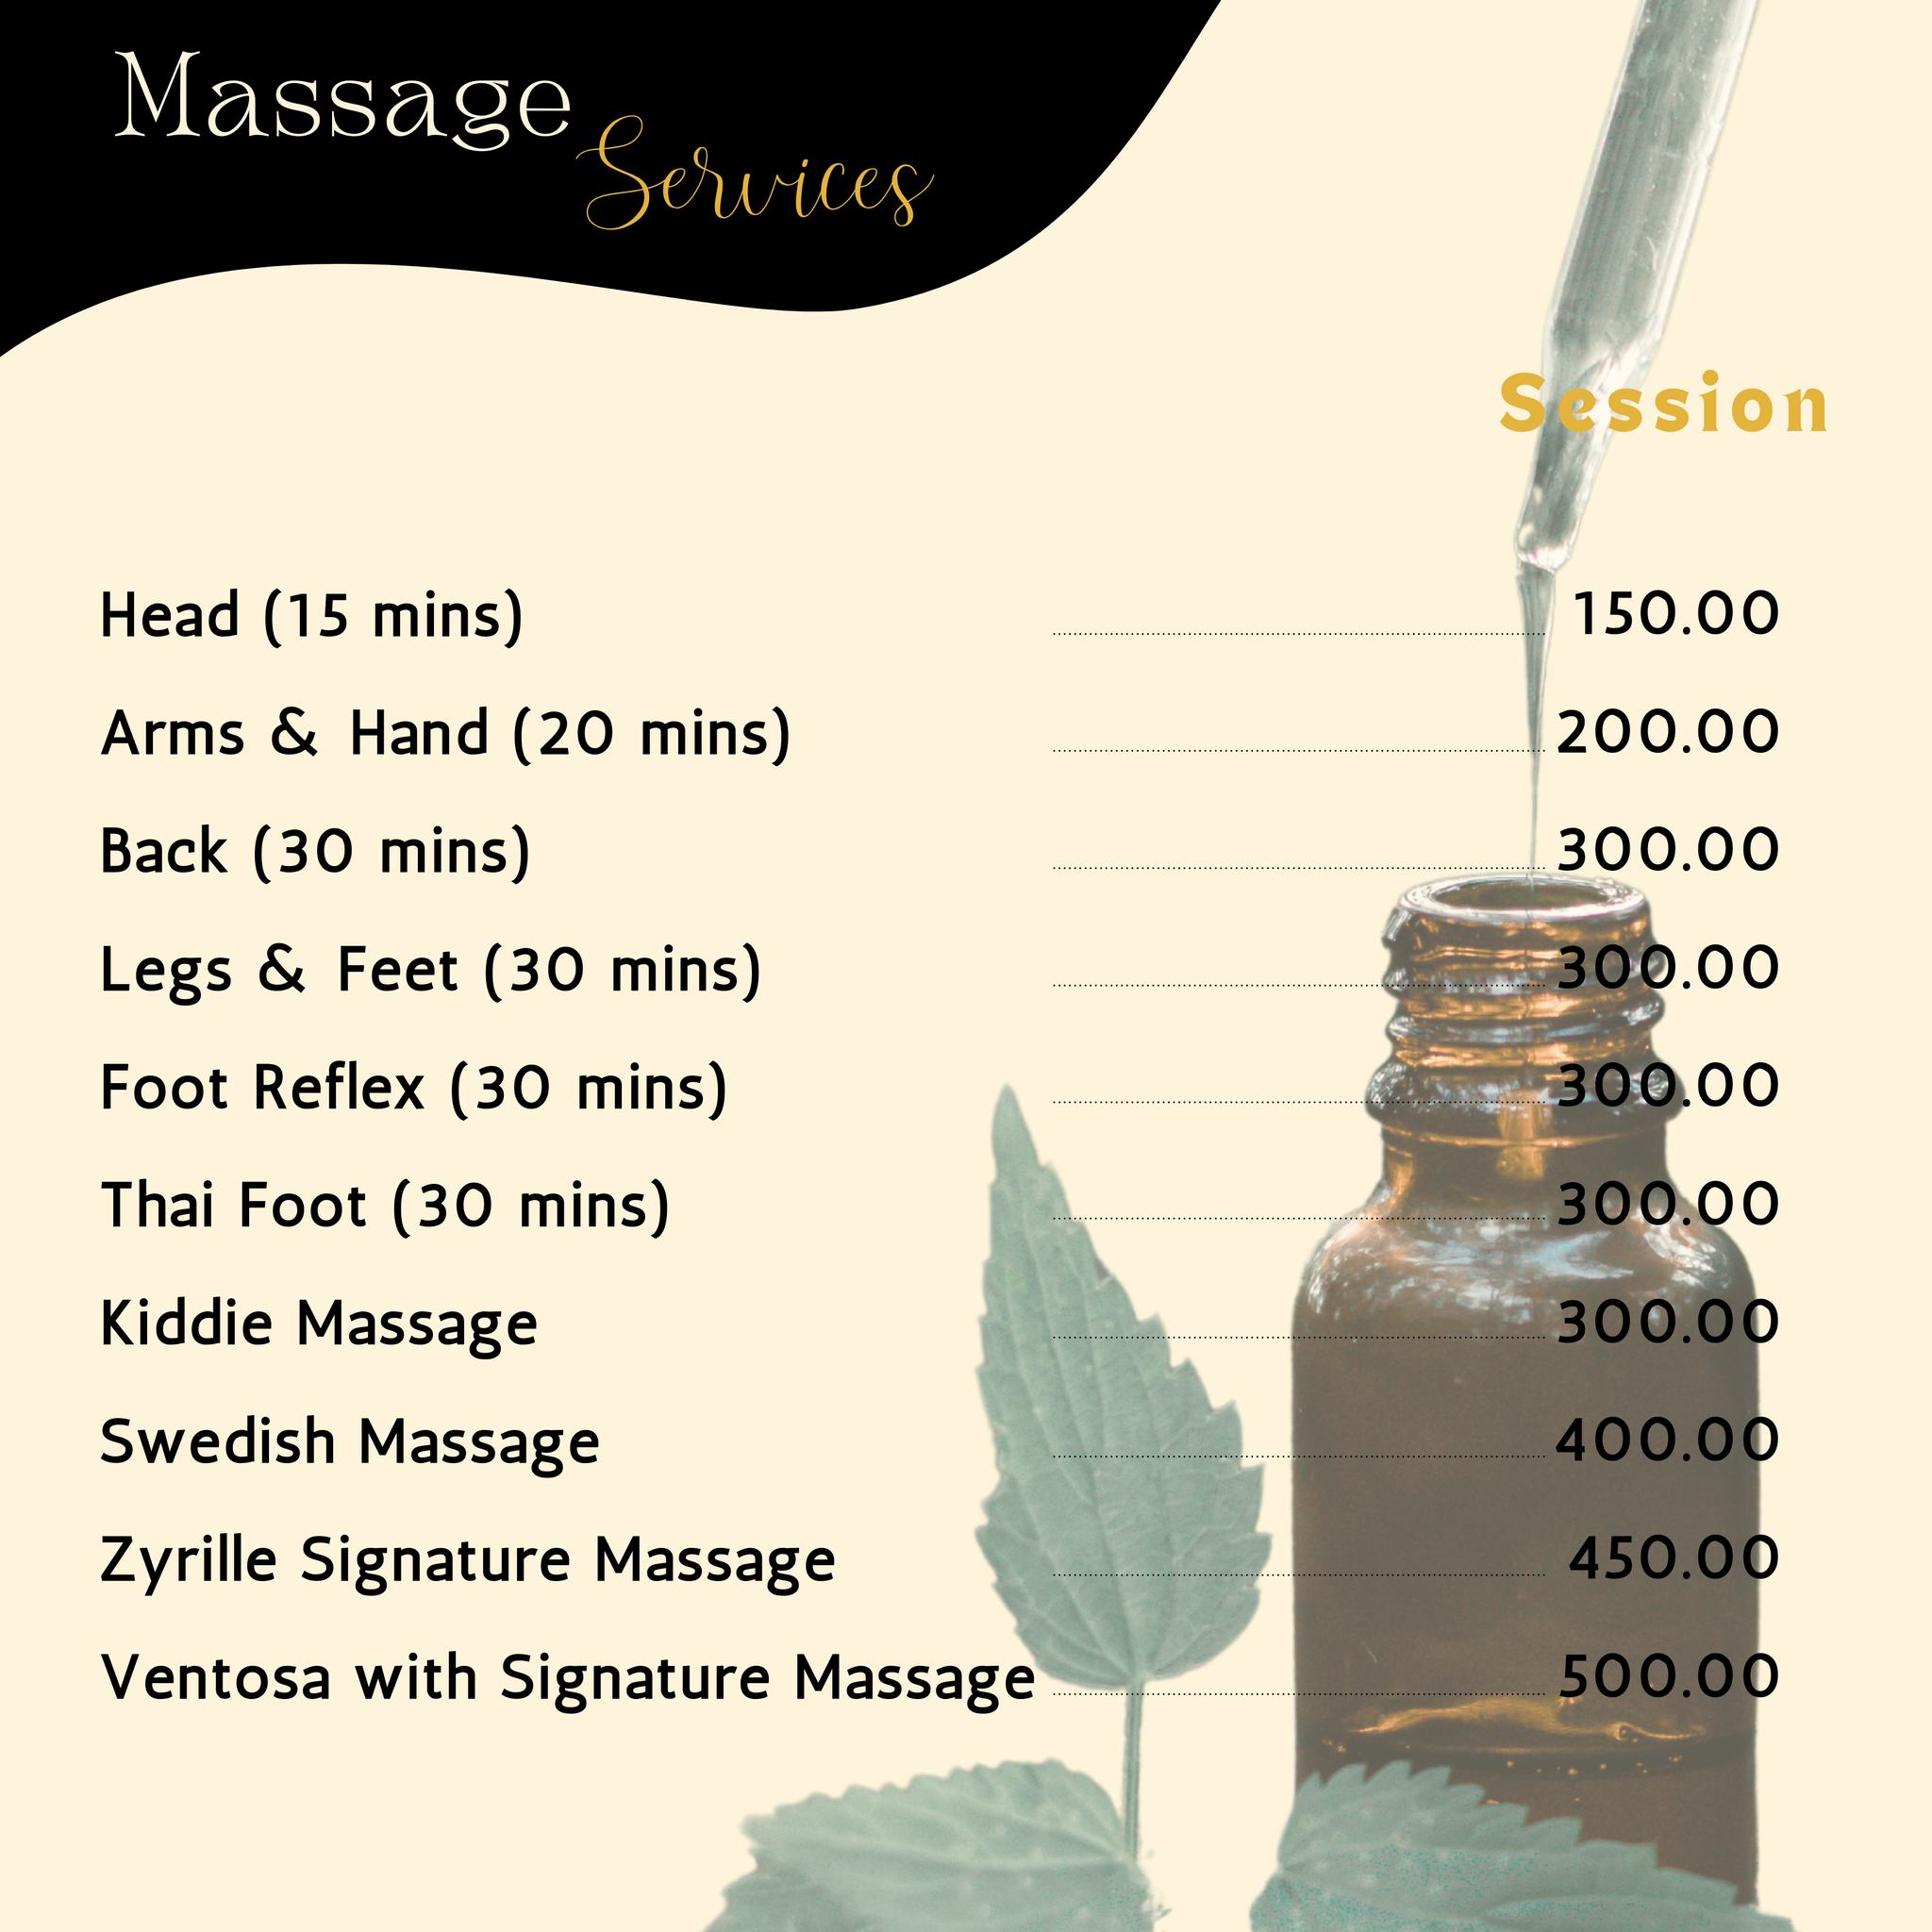 Massage
Services
Session
Head (15 mins) 150.00
Arms & Hand (20 mins) 200.00
Back (30 mins) 300.00
Legs & Feet (30 mins) 300.00
Foot Reflex (30 mins) 300.00
Thai Foot (30 mins) 300.00
Kiddie Massage 300.00
Swedish Massage 400.00
Zyrille Signature Massage 450.00
Ventosa with Signature Massage 500.00